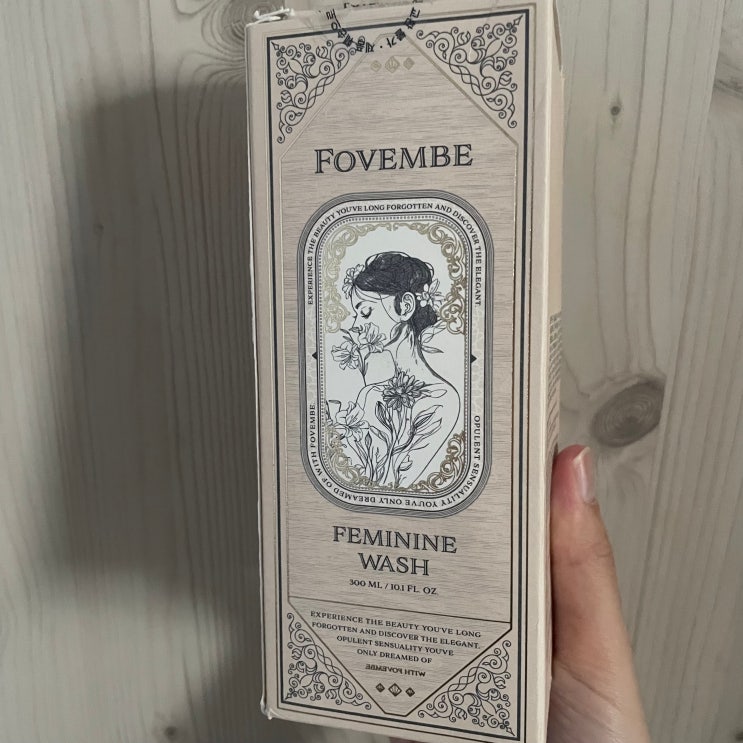 FOVEMBE
EXPERIENCE THE BEAUTY YOU'VE LONG FORGOTTEN AND DISCOVER THE ELEGANT
OPULENT SENSUALITY YOU'VE ONLY DREAMED OF WITH FOVEMBE
FEMININE
WASH
300 ML / 10.1 FL. OZ
EXPERIENCE THE BEAUTY YOU'VE LONG
FORGOTTEN AND DISCOVER THE ELEGANT.
OPULENT SENSUALITY YOU'VE
ONLY DREAMED OF
WITH FOVEMBE